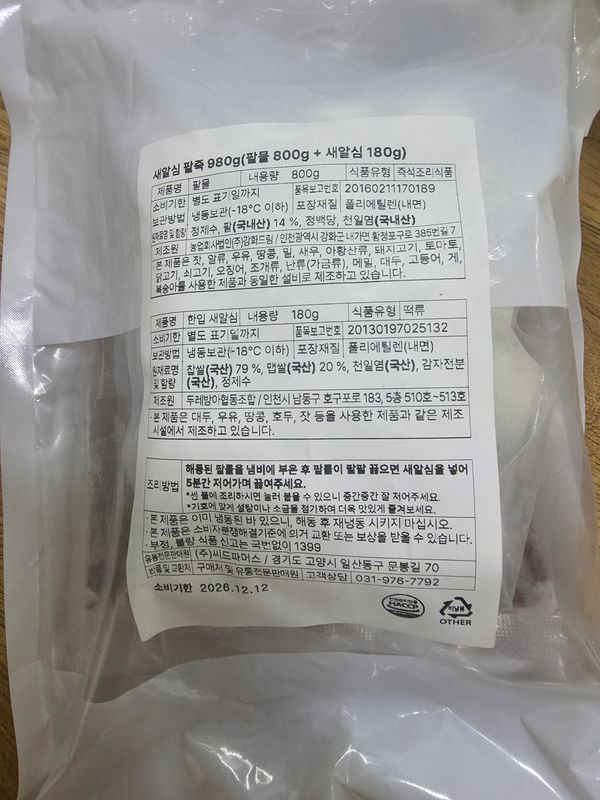 새알심 팥죽 980g(팥물 800g + 새알심 180g)
제품명 팥물 내용량 800g 식품유형 즉석조리식품
소비기한 별도 표기일까지 품목보고번호 20160211170189
보관방법 냉동보관(-18°C 이하) 포장재질 폴리에틸렌(내면)
원재료명 및 함량 정제수, 팥(국내산) 14 %, 정백당, 천일염(국내산)
제조원 농업회사법인(주)강화드림 / 인천광역시 강화군 내가면 황청포구로 385번길 7
· 본 제품은 잣, 알류, 우유, 땅콩, 밀, 새우, 아황산류, 돼지고기, 토마토,
닭고기, 쇠고기, 오징어, 조개류, 난류(가금류), 메밀, 대두, 고등어, 게,
복숭아를 사용한 제품과 동일한 설비로 제조하고 있습니다.
제품명 한입 새알심 내용량 180g 식품유형 떡류
소비기한 별도 표기일까지 품목보고번호 20130197025132
보관방법 냉동보관(-18°C 이하) 포장재질 폴리에틸렌(내면)
원재료명 및 함량 찹쌀(국산) 79 %, 맵쌀(국산) 20 %, 천일염(국산), 감자전분
(국산), 정제수
제조원 두레방아협동조합 / 인천시 남동구 호구포로 183, 5층 510호~513호
· 본 제품은 대두, 우유, 땅콩, 호두, 잣 등을 사용한 제품과 같은 제조
시설에서 제조하고 있습니다.
조리방법 해동된 팥물을 냄비에 부은 후 팥물이 팔팔 끓으면 새알심을 넣어
5분간 저어가며 끓여주세요.
*센 불에 조리하시면 눌러 붙을 수 있으니 중간중간 잘 저어주세요.
*기호에 맞게 설탕이나 소금을 첨가하여 더욱 맛있게 즐겨보세요.
· 본 제품은 이미 냉동된 바 있으니, 해동 후 재냉동 시키지 마십시오.
· 본 제품은 소비자분쟁해결기준에 의거 교환 또는 보상을 받을 수 있습니다.
· 부정, 불량 식품 신고는 국번없이 1399
유통전문판매원 (주)씨드파머스 / 경기도 고양시 일산동구 문봉길 70
반품 및 교환처 구매처 및 유통전문판매원 고객상담 031-976-7792
소비기한 2026.12.12
HACCP
비닐류
OTHER